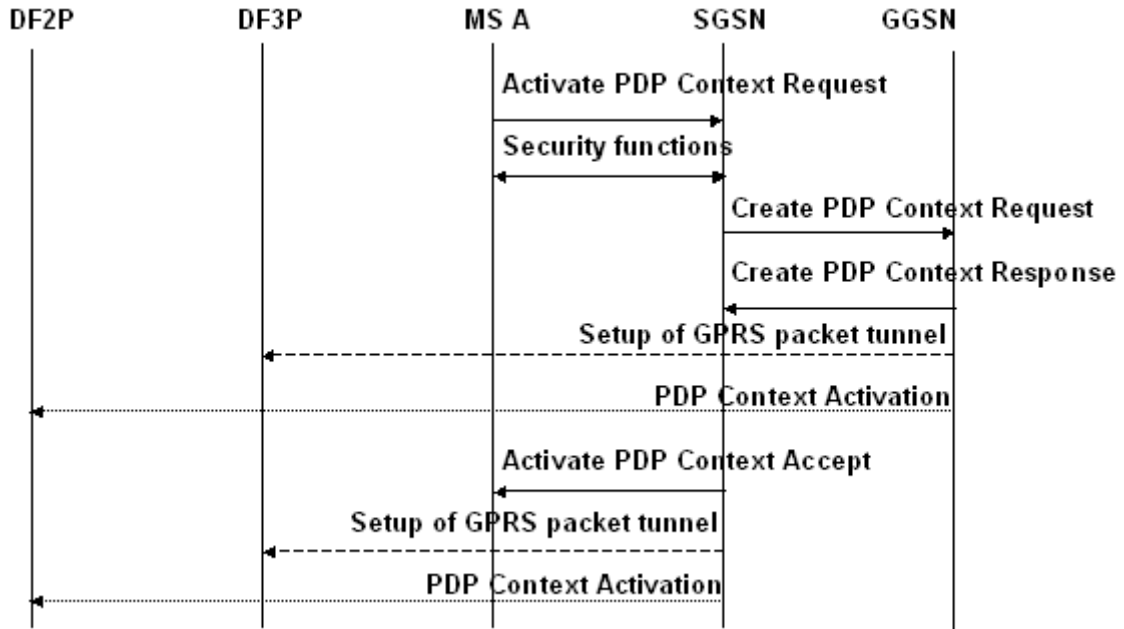 DF2P DF3P MS A SGSN GGSN
Activate PDP Context Request
Security functions
Create PDP Context Request
Create PDP Context Response
Setup of GPRS packet tunnel
PDP Context Activation
Activate PDP Context Accept
Setup of GPRS packet tunnel
PDP Context Activation